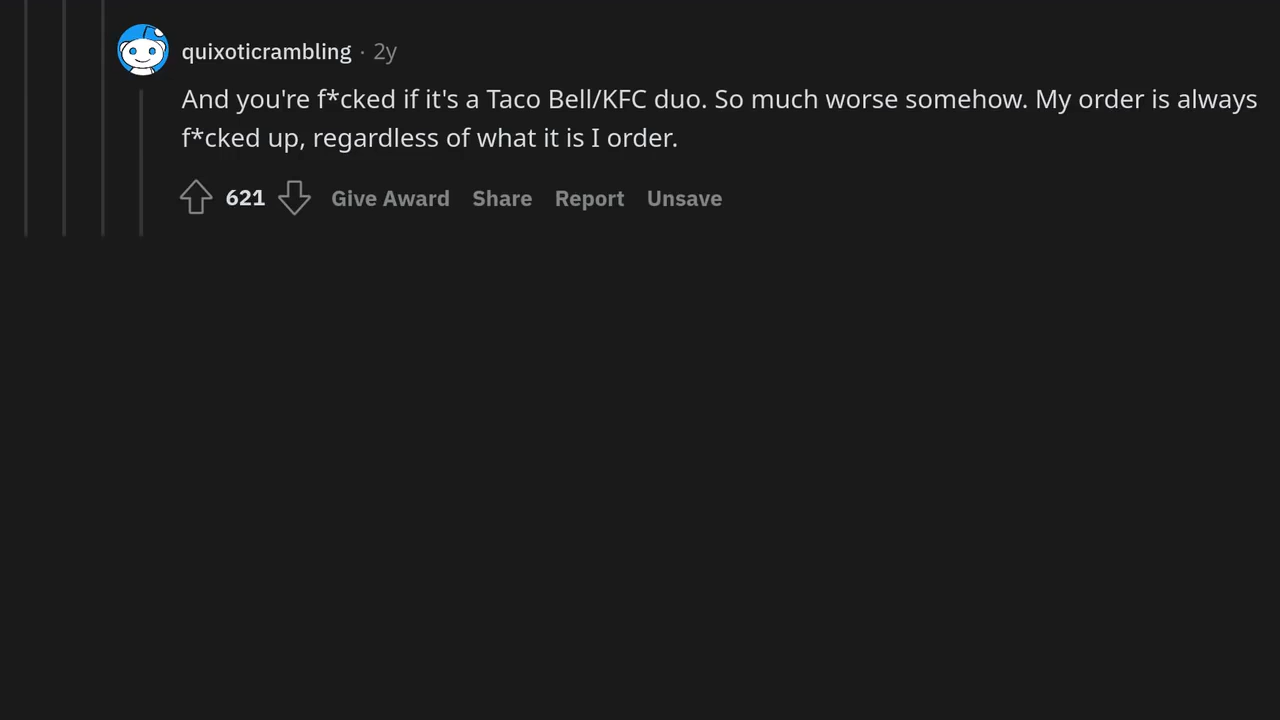 quixoticrambling · 2y
And you're f*cked if it's a Taco Bell/KFC duo. So much worse somehow. My order is always
f*cked up, regardless of what it is I order.
621 Give Award Share Report Unsave